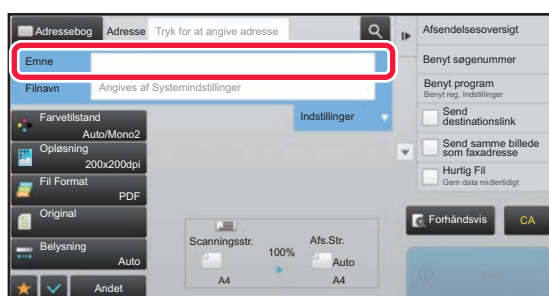 Adressebog Adresse Tryk for at angive adresse
Emne
Filnavn Angives af Systemindstillinger
Indstillinger
Farvetilstand
Auto/Mono2
Opløsning
200x200dpi
Fil Format
PDF
Original
Belysning
Auto
Andet
Scanningsstr.
A4
100%
Afs.Str.
Auto
A4
Afsendelsesoversigt
Benyt søgenummer
Benyt program
Benyt reg. Indstillinger
Send
destinationslink
Send samme billede
som faxadresse
Hurtig Fil
Gem data midlertidigt
Forhåndsvis CA
Start